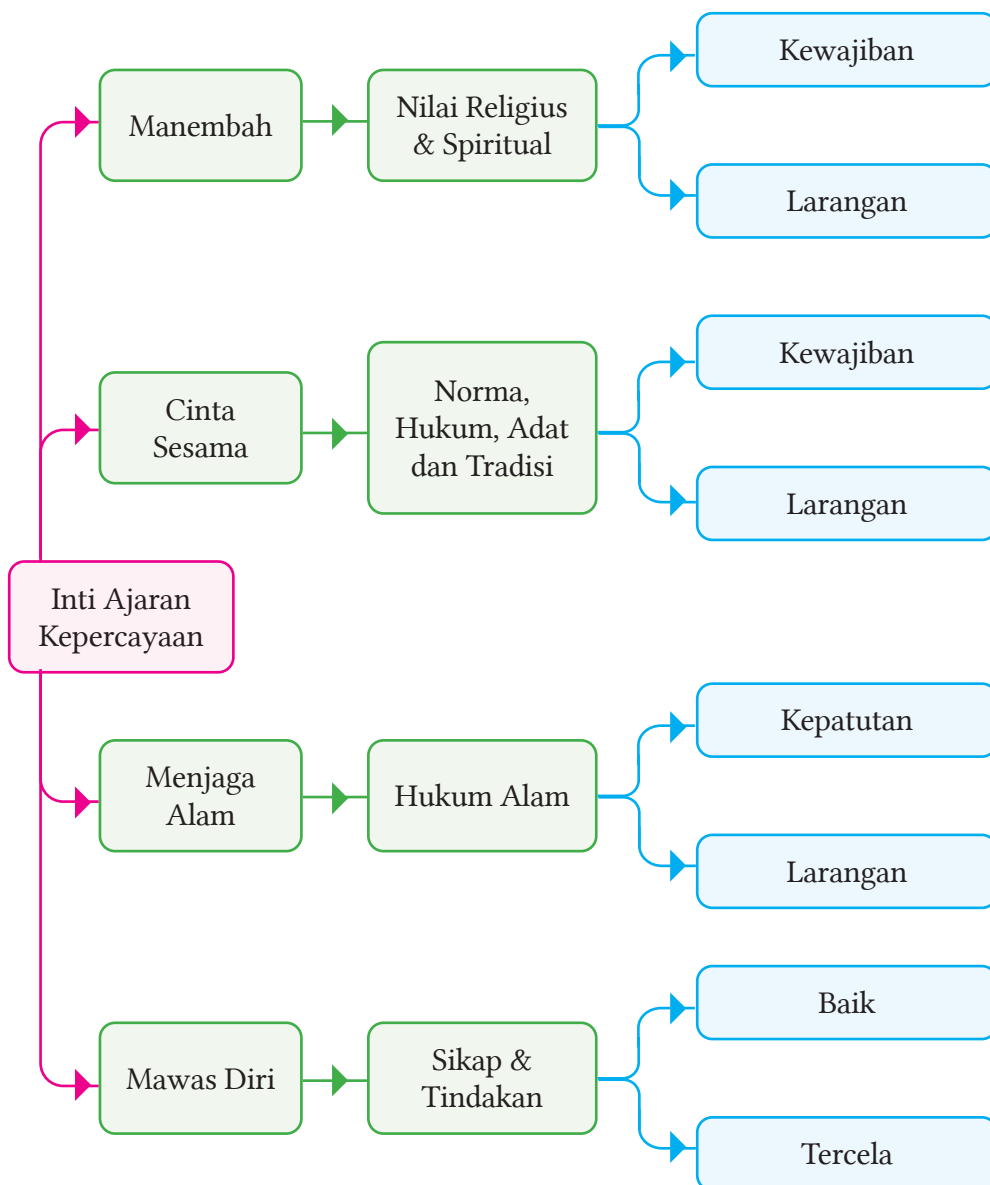 Kewajiban
Manembah
Nilai Religius
& Spiritual
Larangan
Kewajiban
Cinta
Sesama
Norma,
Hukum, Adat
dan Tradisi
Larangan
Inti Ajaran
Kepercayaan
Kepatutan
Menjaga
Alam
Hukum Alam
Larangan
Baik
Mawas Diri
Sikap &
Tindakan
Tercela